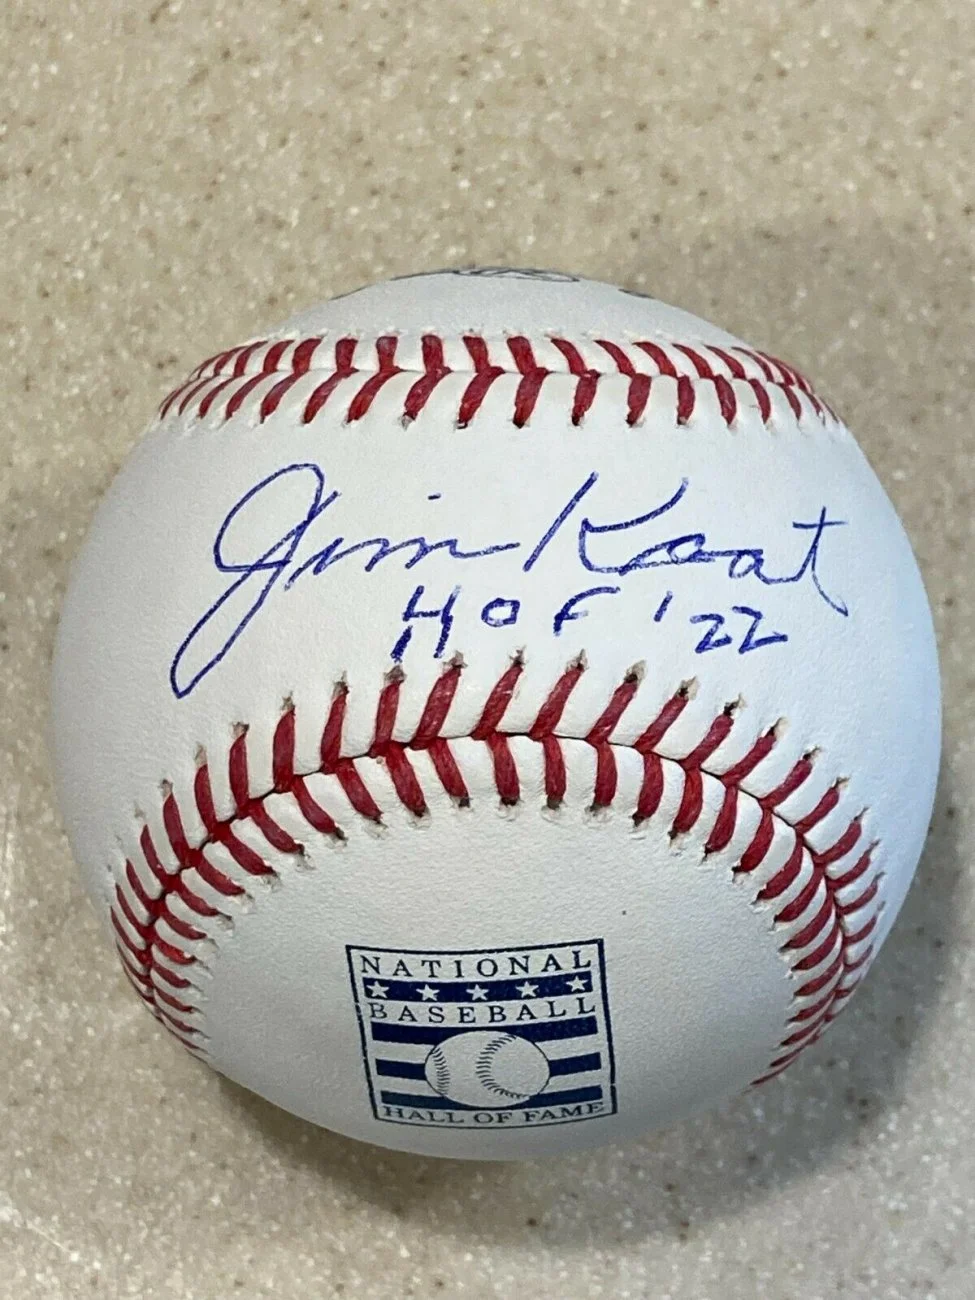 Jim Kaat
HOF '22
NATIONAL
BASEBALL
HALL OF FAME